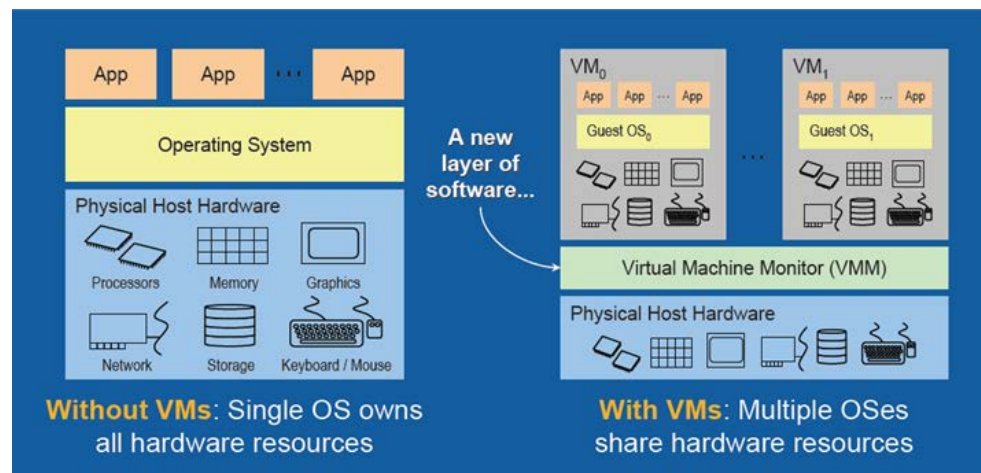 App App ... App
Operating System
Physical Host Hardware
Processors Memory Graphics
Network Storage Keyboard / Mouse
Without VMs: Single OS owns
all hardware resources
A new
layer of
software...
VM₀
App App ... App
Guest OS₀
...
VM₁
App App ... App
Guest OS₁
Virtual Machine Monitor (VMM)
Physical Host Hardware
With VMs: Multiple OSes
share hardware resources